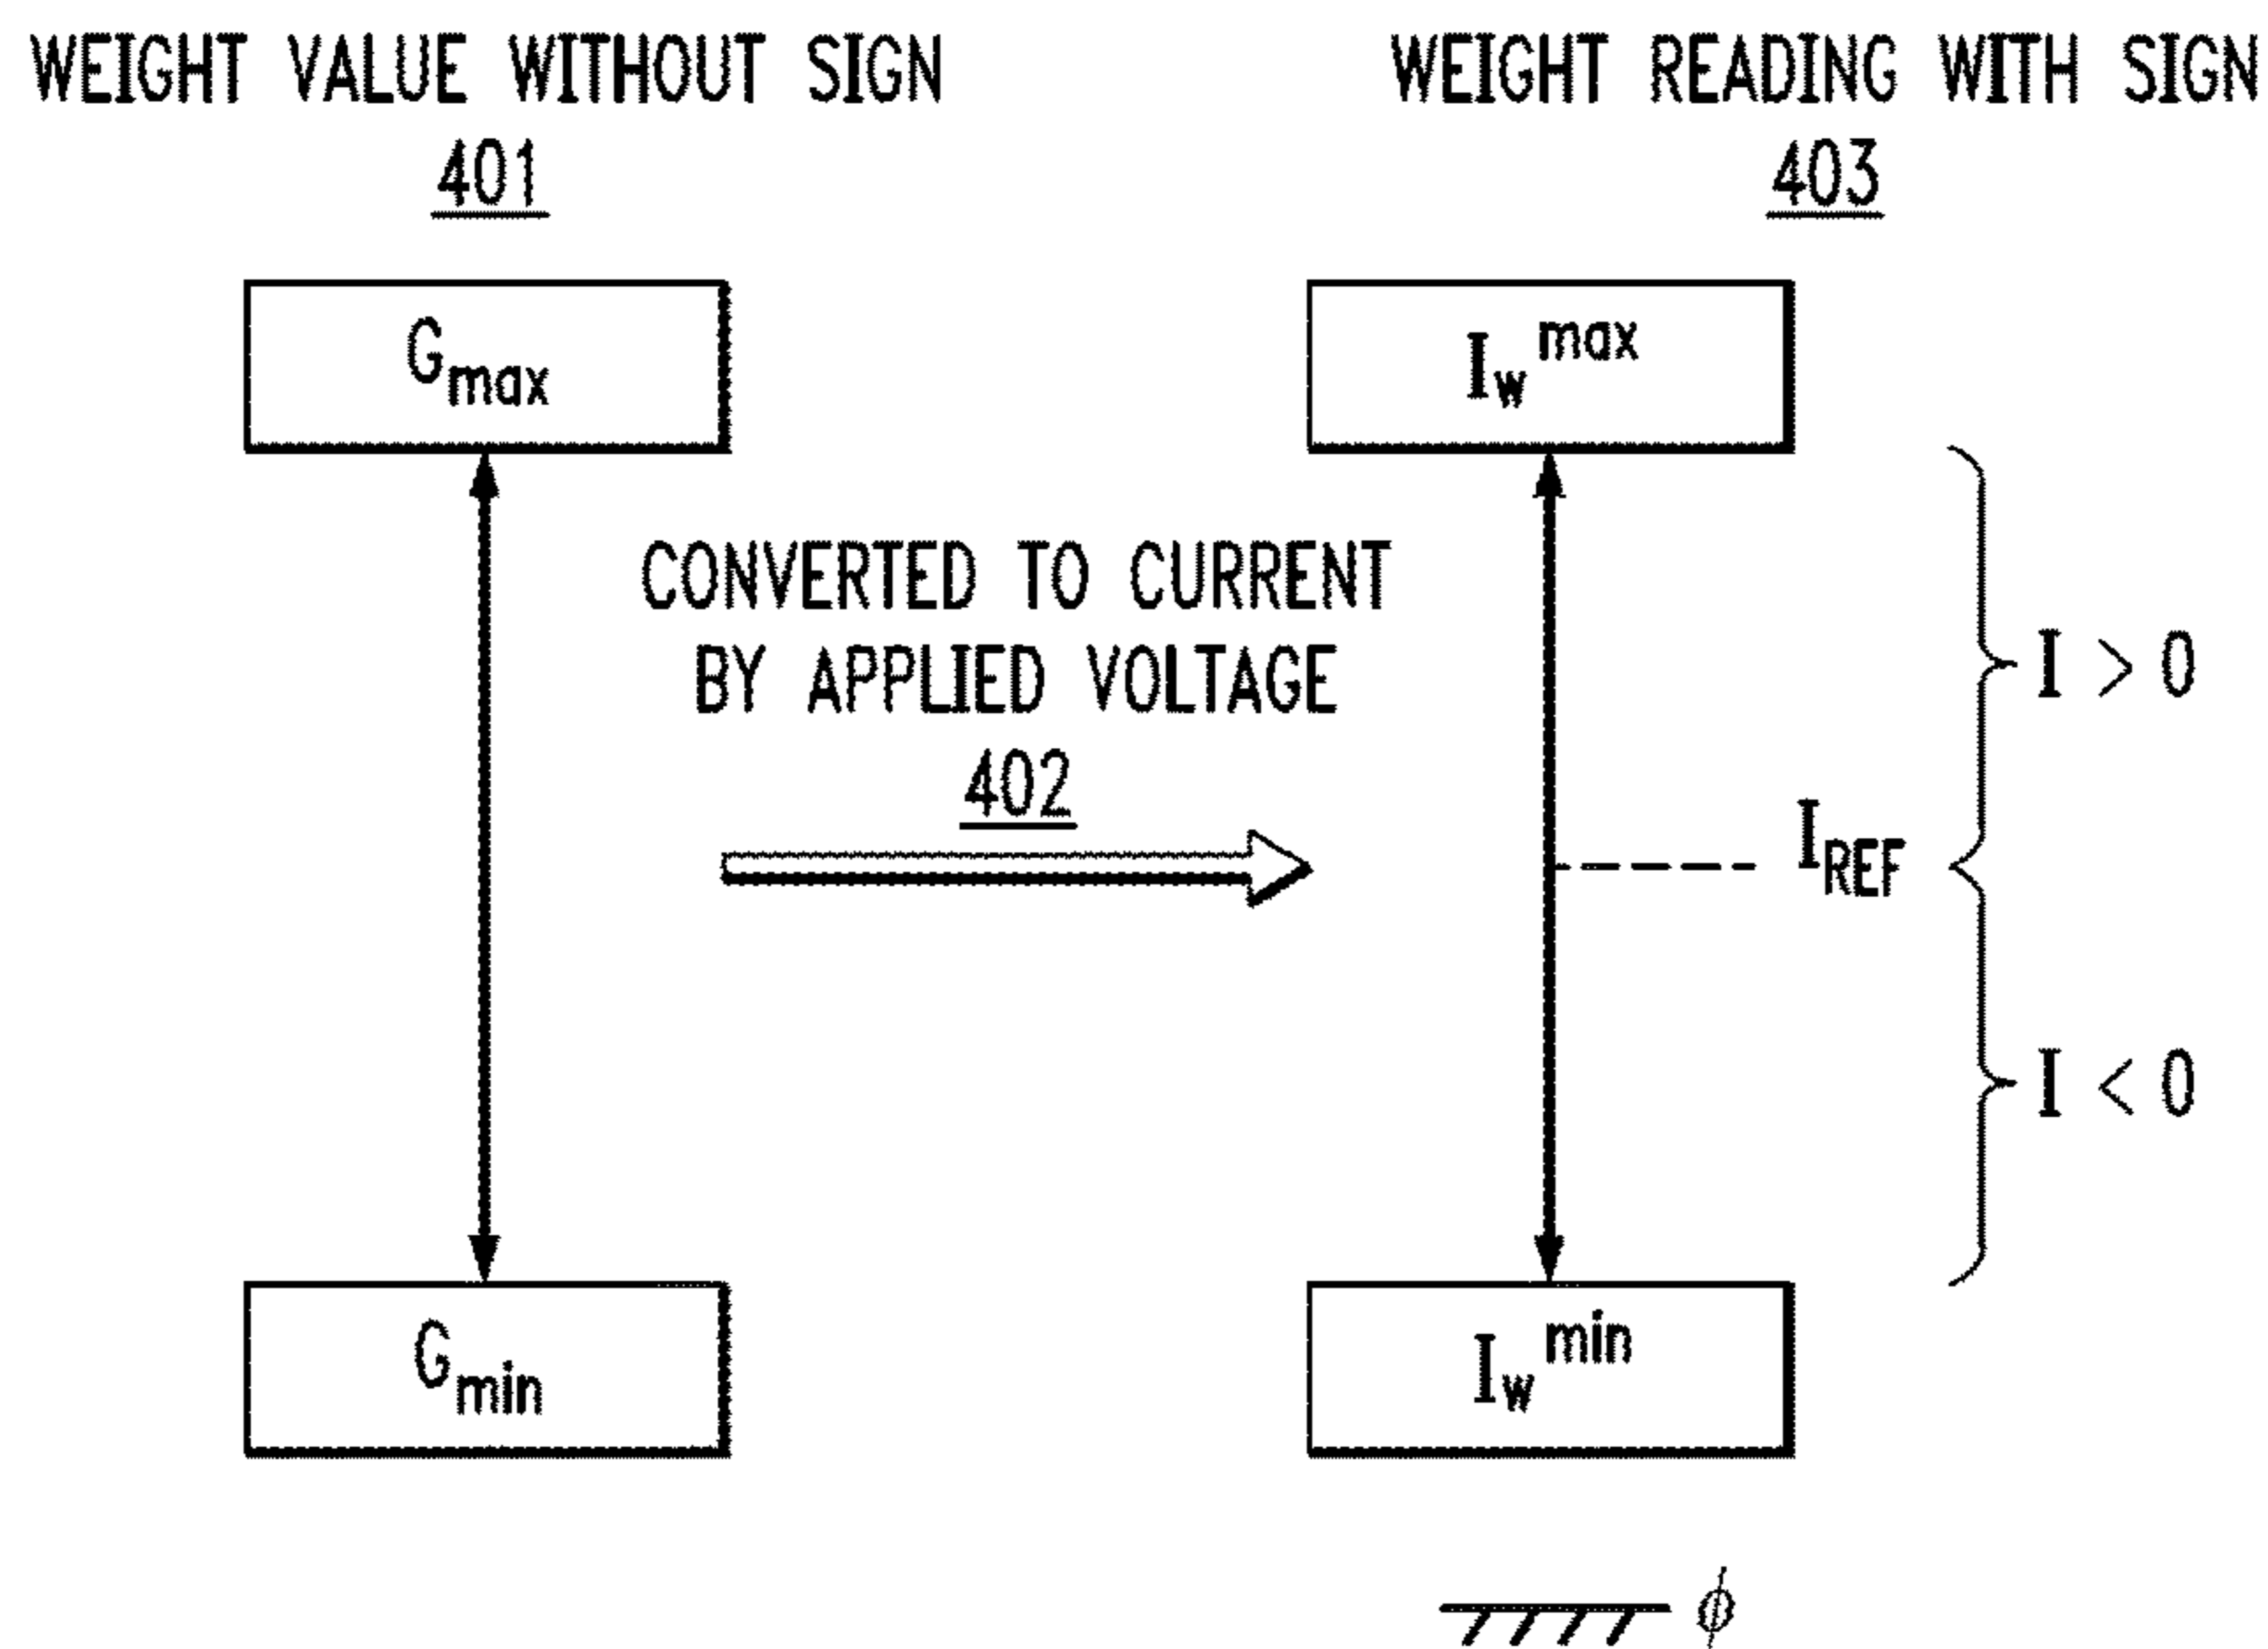 WEIGHT VALUE WITHOUT SIGN
401
WEIGHT READING WITH SIGN
403
Gmax
Iw max
CONVERTED TO CURRENT
BY APPLIED VOLTAGE
402
I > 0
IREF
I < 0
Gmin
Iw min
ϕ